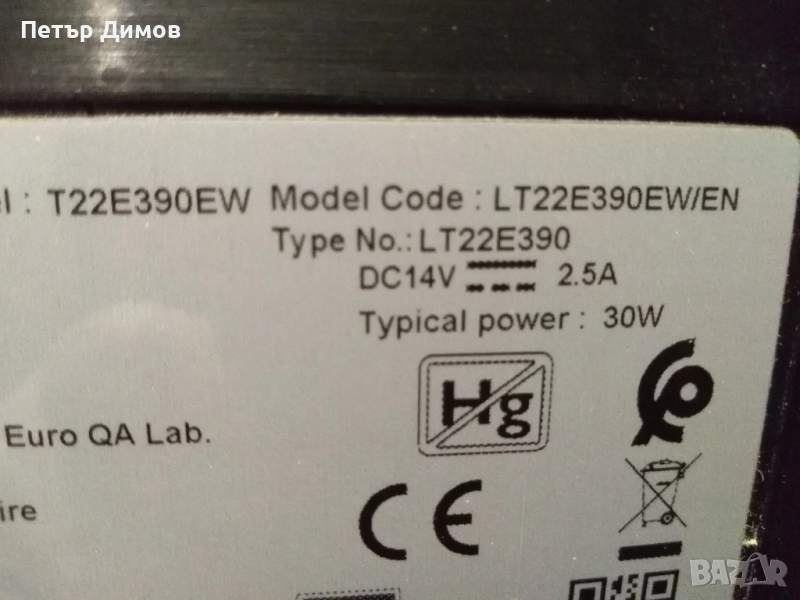 Петър Димов
l : T22E390EW Model Code : LT22E390EW/EN
Type No.: LT22E390
DC14V 2.5A
Typical power : 30W
Hg
Euro QA Lab.
ire
CE
BAZAR